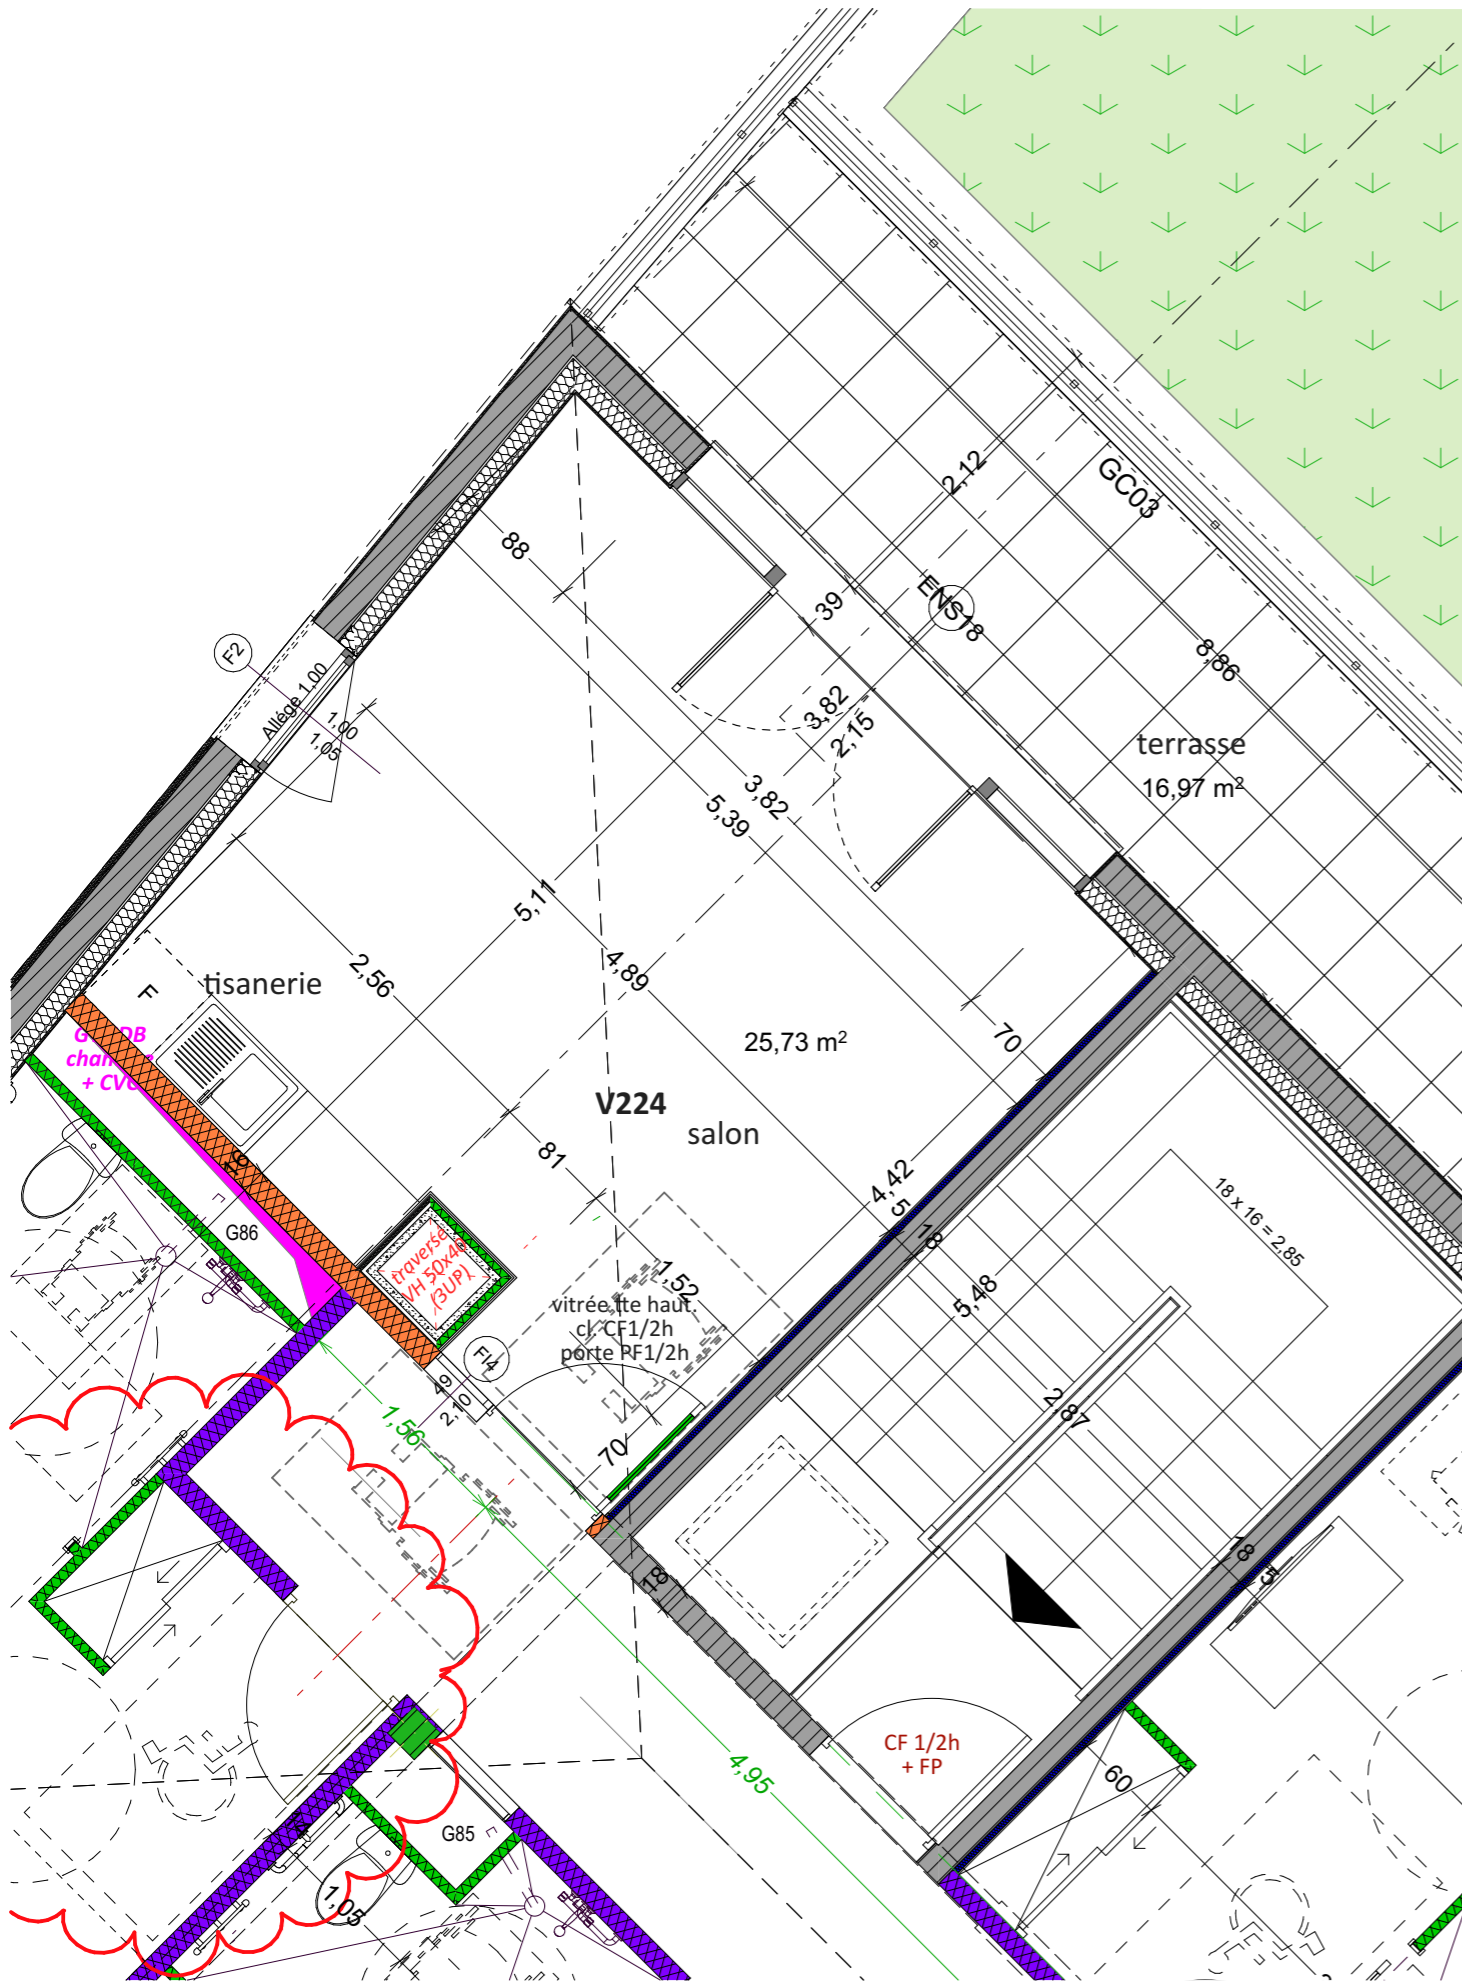 GC03
2,12
88
39
ENS18
8,86
F2
Allège 1,00
1,00
1,05
3,82
2,15
terrasse
16,97 m²
3,82
5,39
5,11
2,56
4,89
tisanerie
F
70
25,73 m²
V224
salon
81
4,42
5
18
18 x 16 = 2,85
G86
traversé
VH 50x40
(3UP)
1,52
5,48
vitrée tte haut.
cl. CF1/2h
porte PF1/2h
FI4
49
2,10
1,56
2,87
70
18
18
5
CF 1/2h
+ FP
4,95
60
G85
1,05